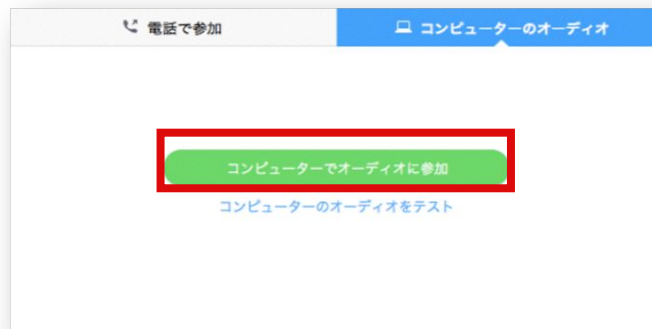 電話で参加
コンピューターのオーディオ
コンピューターでオーディオに参加
コンピューターのオーディオをテスト